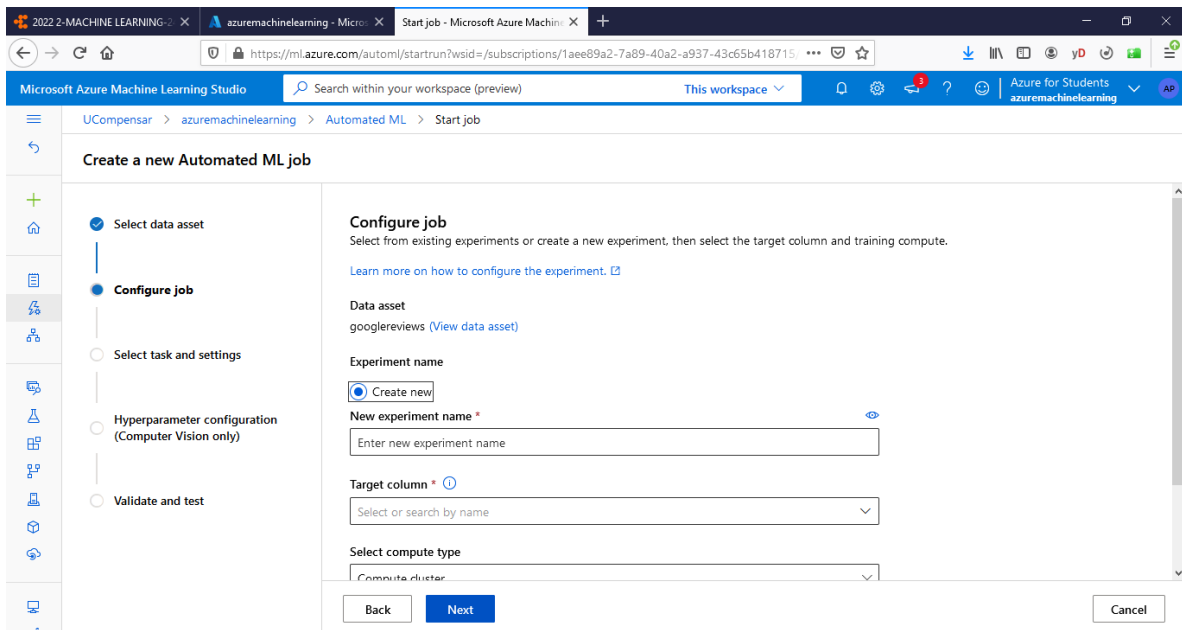 2022 2-MACHINE LEARNING-2
azuremachinelearning - Micros
Start job - Microsoft Azure Machine
https://ml.azure.com/automl/startrun?wsid=/subscriptions/1aee89a2-7a89-40a2-a937-43c65b418715
yD
Microsoft Azure Machine Learning Studio
Search within your workspace (preview)
This workspace
3
?
Azure for Students
azuremachinelearning
AP
UCompensar > azuremachinelearning > Automated ML > Start job
Create a new Automated ML job
Select data asset
Configure job
Select task and settings
Hyperparameter configuration
(Computer Vision only)
Validate and test
Configure job
Select from existing experiments or create a new experiment, then select the target column and training compute.
Learn more on how to configure the experiment.
Data asset
googlereviews (View data asset)
Experiment name
Create new
New experiment name *
Enter new experiment name
Target column *
Select or search by name
Select compute type
Compute cluster
Back
Next
Cancel